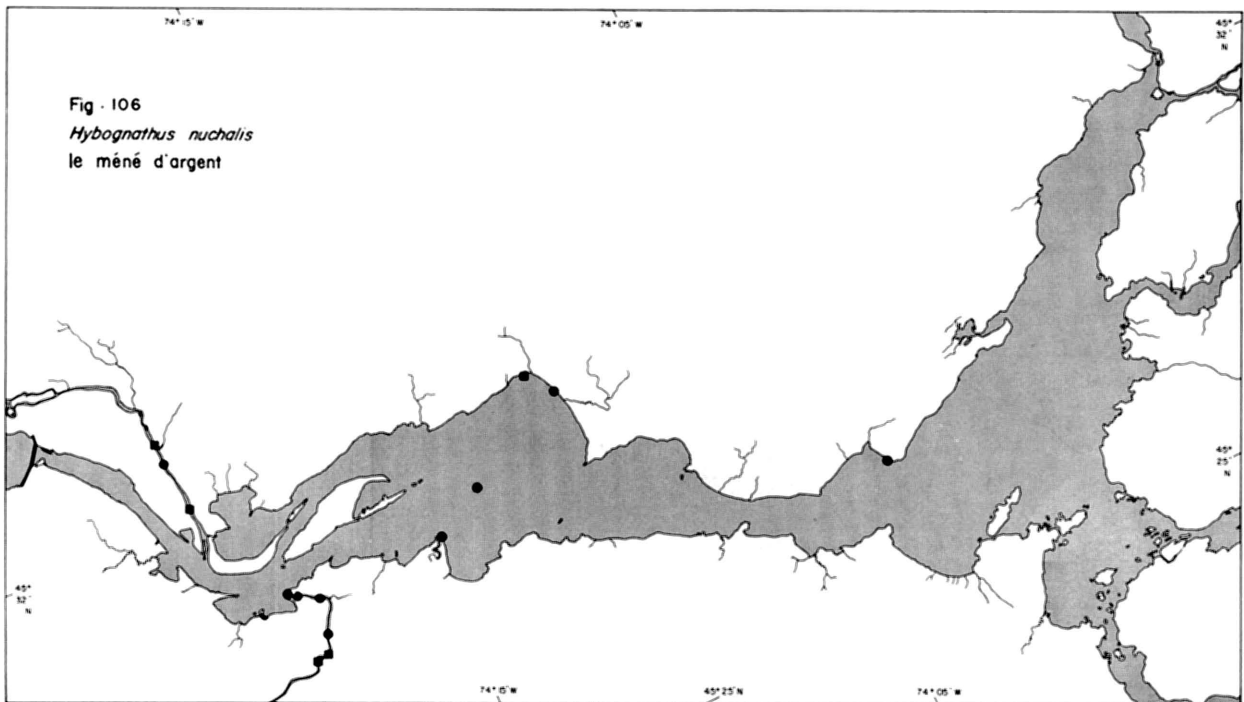 74° 15' W
74° 05' W
45°
32'
N
Fig. 106
Hybognathus nuchalis
le méné d'argent
45°
25'
N
45°
32'
N
74° 15' W
45° 25' N
74° 05' W